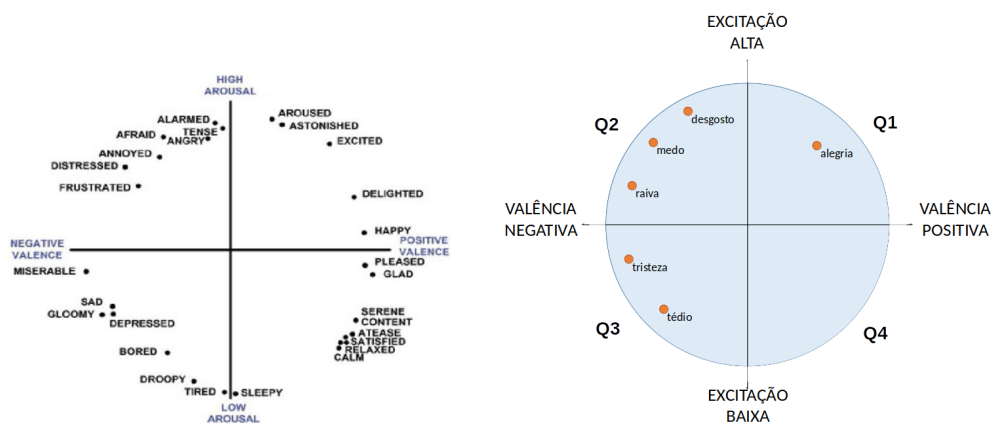 HIGH
AROUSAL
ALARMED
TENSE
AFRAID
ANGRY
ANNOYED
DISTRESSED
FRUSTRATED
AROUSED
ASTONISHED
EXCITED
DELIGHTED
HAPPY
NEGATIVE
VALENCE
POSITIVE
VALENCE
MISERABLE
PLEASED
GLAD
SAD
GLOOMY
DEPRESSED
BORED
DROOPY
TIRED
SLEEPY
SERENE
CONTENT
ATEASE
SATISFIED
RELAXED
CALM
LOW
AROUSAL
EXCITAÇÃO
ALTA
Q2
Q1
desgosto
medo
alegria
raiva
VALÊNCIA
NEGATIVA
VALÊNCIA
POSITIVA
tristeza
tédio
Q3
Q4
EXCITAÇÃO
BAIXA